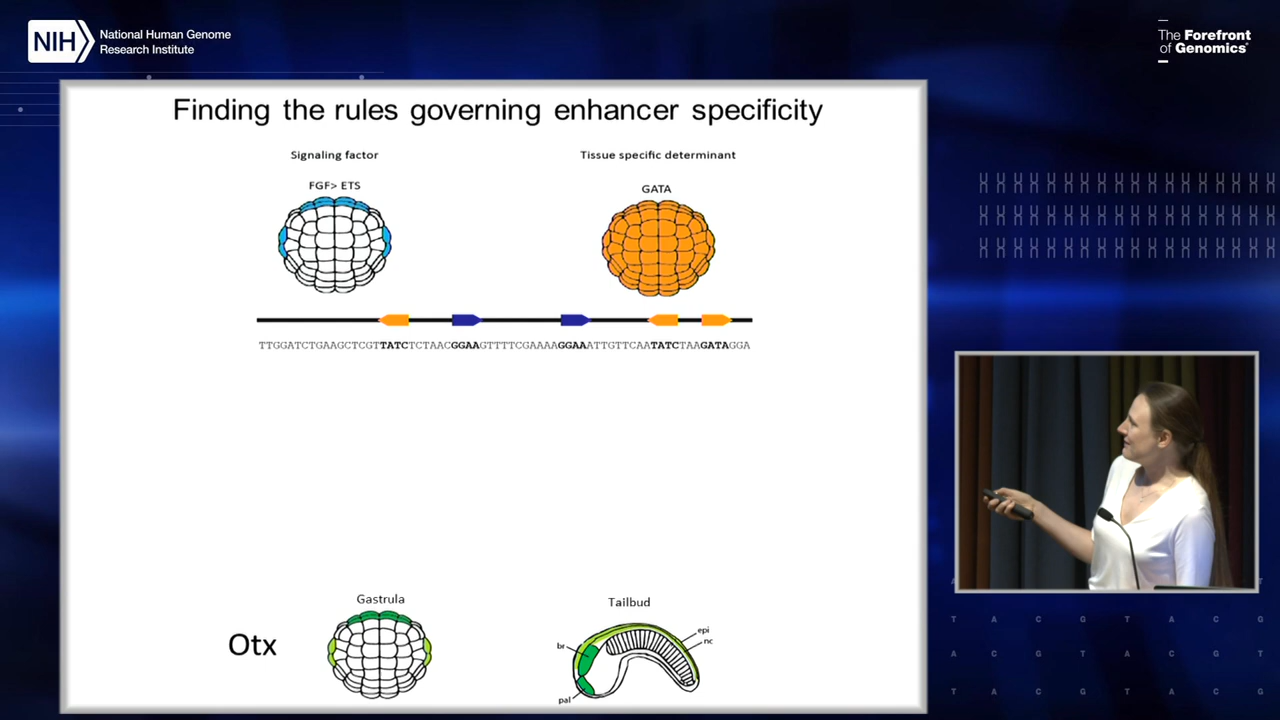 NIH
National Human Genome
Research Institute
The Forefront
of Genomics®
Finding the rules governing enhancer specificity
Signaling factor
Tissue specific determinant
FGF> ETS
GATA
TTGGATCTGAAGCTCGTTATCTCTAACGGAAGTTTTCGAAAAGGAAATTGTTCAATATCTAAGATAGGA
Gastrula
Tailbud
Otx
br
epi
nc
pal
T A C G T A C G
A C G T A C G T
T A C G T A C G